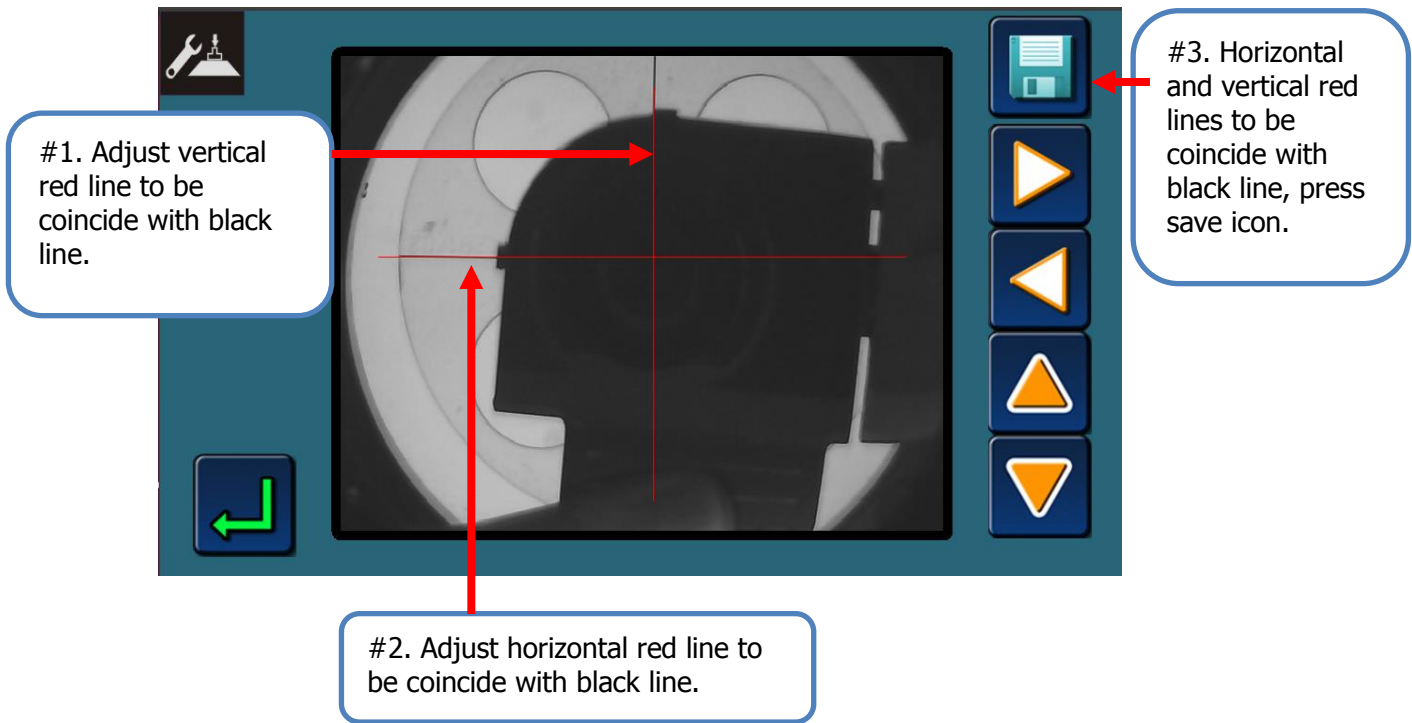 #1. Adjust vertical
red line to be
coincide with black
line.
#2. Adjust horizontal red line to
be coincide with black line.
#3. Horizontal
and vertical red
lines to be
coincide with
black line, press
save icon.